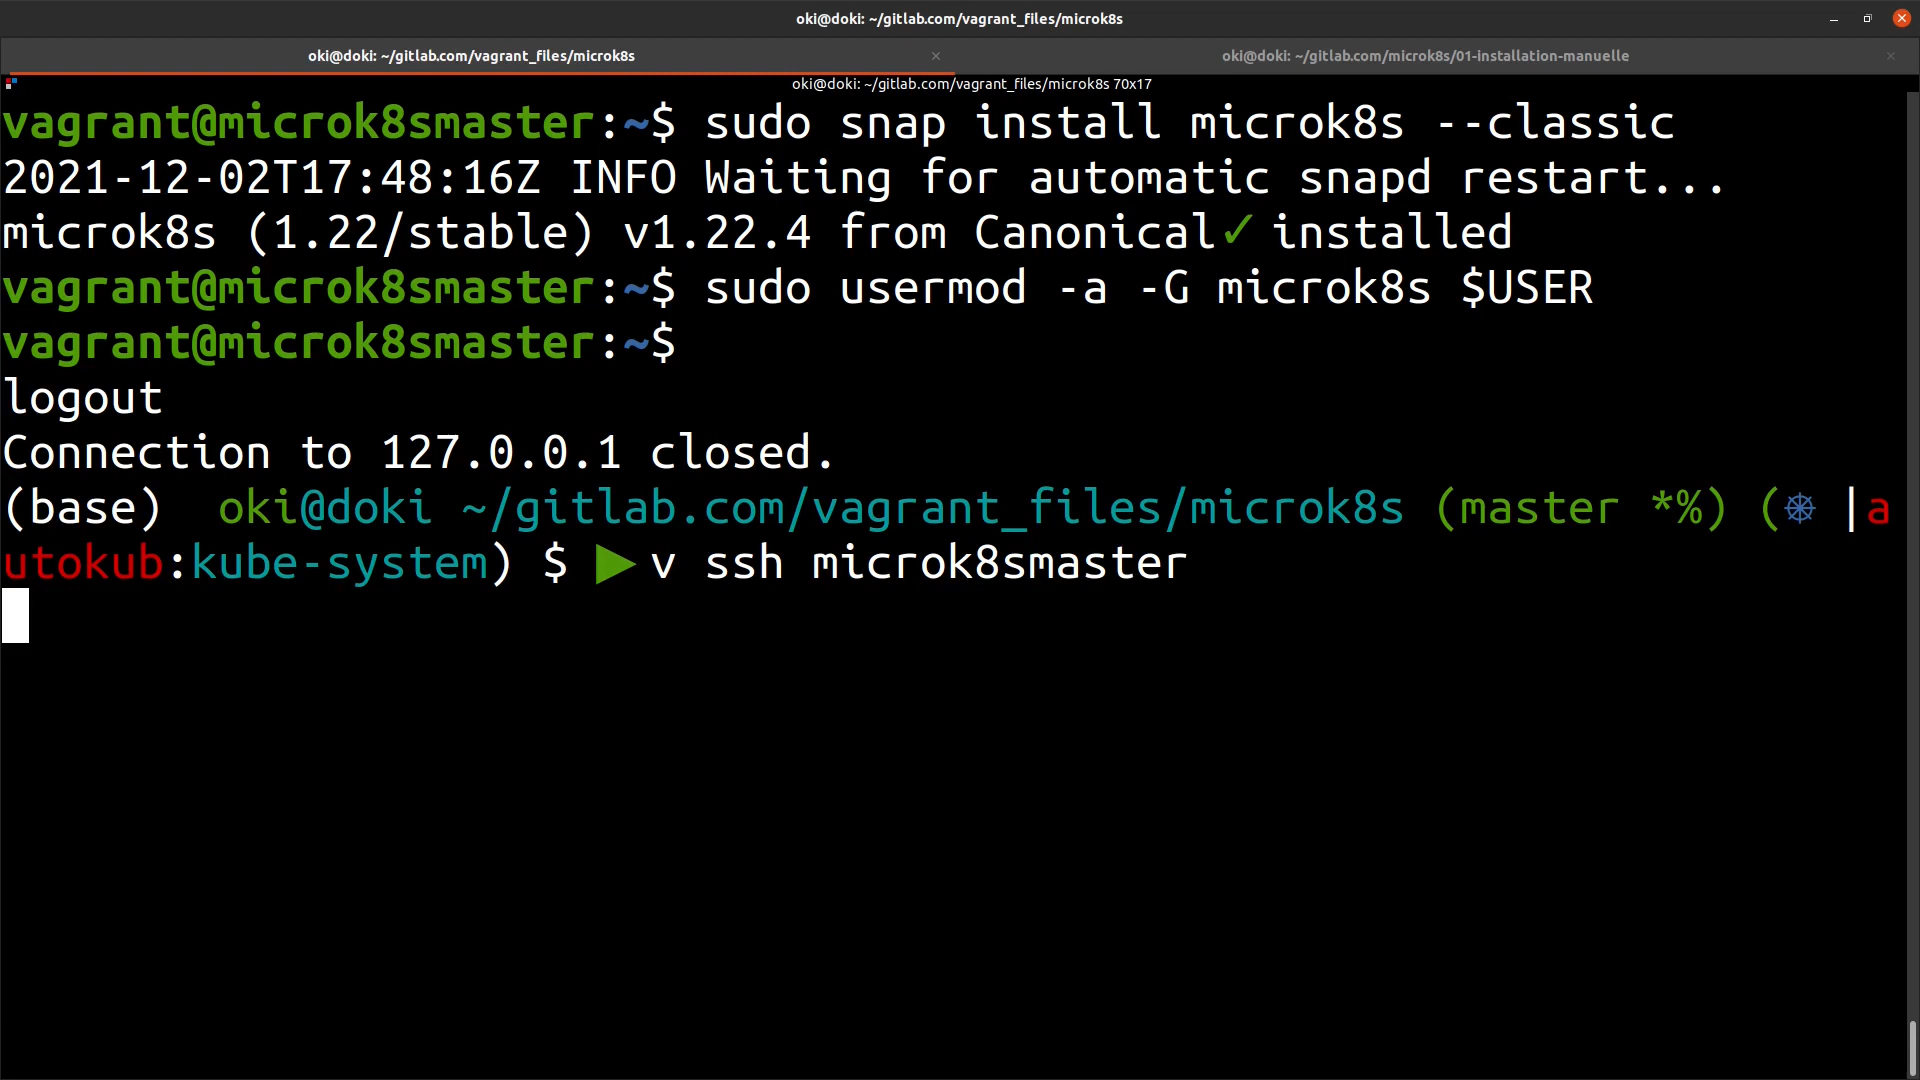 oki@doki: ~/gitlab.com/vagrant_files/microk8s
oki@doki: ~/gitlab.com/vagrant_files/microk8s
oki@doki: ~/gitlab.com/microk8s/01-installation-manuelle
oki@doki: ~/gitlab.com/vagrant_files/microk8s 70x17
vagrant@microk8smaster:~$ sudo snap install microk8s --classic
2021-12-02T17:48:16Z INFO Waiting for automatic snapd restart...
microk8s (1.22/stable) v1.22.4 from Canonical✓ installed
vagrant@microk8smaster:~$ sudo usermod -a -G microk8s $USER
vagrant@microk8smaster:~$
logout
Connection to 127.0.0.1 closed.
(base)  oki@doki ~/gitlab.com/vagrant_files/microk8s (master *%) (⎈ |a
utokub:kube-system) $ ▶ v ssh microk8smaster